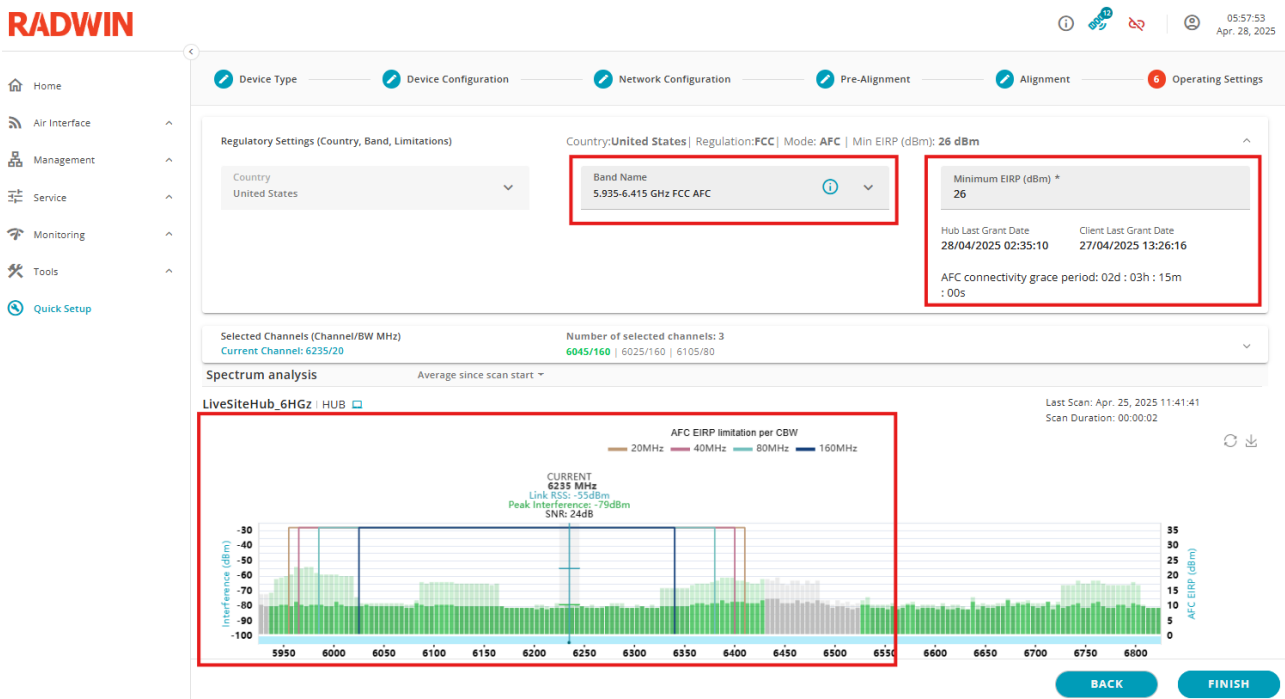 RADWIN
12
05:57:53
Apr. 28, 2025
Home
Air Interface
Management
Service
Monitoring
Tools
Quick Setup
Device Type
Device Configuration
Network Configuration
Pre-Alignment
Alignment
6 Operating Settings
Regulatory Settings (Country, Band, Limitations)
Country:United States| Regulation:FCC| Mode: AFC | Min EIRP (dBm): 26 dBm
Country
United States
Band Name
5.935-6.415 GHz FCC AFC
Minimum EIRP (dBm) *
26
Hub Last Grant Date Client Last Grant Date
28/04/2025 02:35:10 27/04/2025 13:26:16
AFC connectivity grace period: 02d : 03h : 15m
: 00s
Selected Channels (Channel/BW MHz) Number of selected channels: 3
Current Channel: 6235/20 6045/160 | 6025/160 | 6105/80
Spectrum analysis Average since scan start
LiveSiteHub_6HGz | HUB
Last Scan: Apr. 25, 2025 11:41:41
Scan Duration: 00:00:02
AFC EIRP limitation per CBW
20MHz 40MHz 80MHz 160MHz
CURRENT
6235 MHz
Link RSS: -55dBm
Peak Interference: -79dBm
SNR: 24dB
Interference (dBm)
-30
-40
-50
-60
-70
-80
-90
-100
35
30
25
20
15
10
5
0
AFC EIRP (dBm)
5950 6000 6050 6100 6150 6200 6250 6300 6350 6400 6450 6500 6550 6600 6650 6700 6750 6800
BACK FINISH